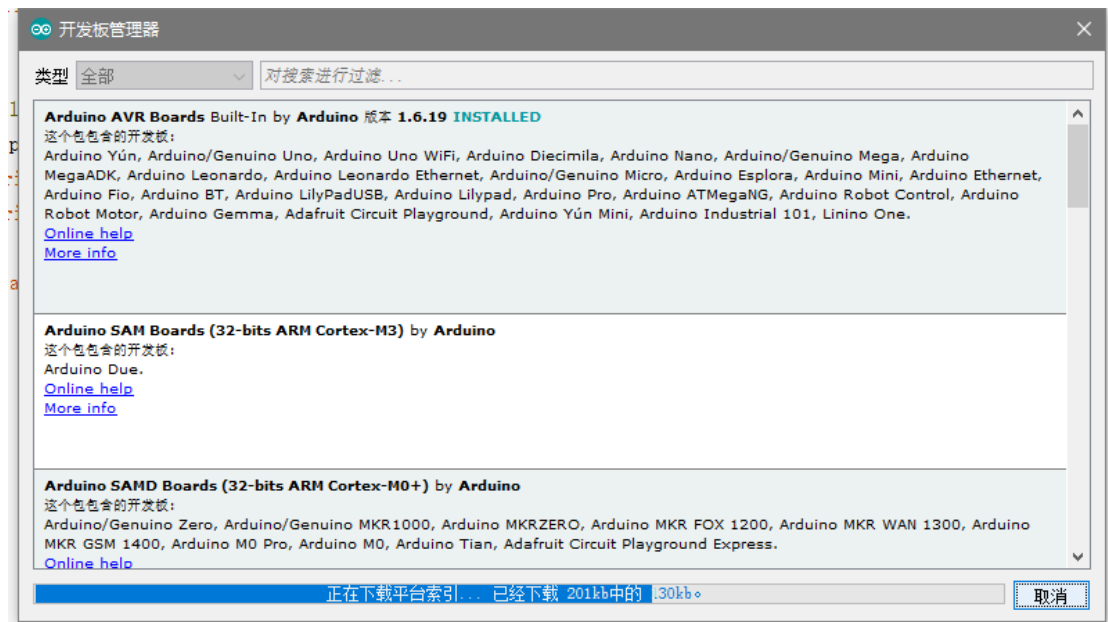 开发板管理器
类型 全部 对搜索进行过滤...
Arduino AVR Boards Built-In by Arduino 版本 1.6.19 INSTALLED
这个包包含的开发板:
Arduino Yún, Arduino/Genuino Uno, Arduino Uno WiFi, Arduino Diecimila, Arduino Nano, Arduino/Genuino Mega, Arduino
MegaADK, Arduino Leonardo, Arduino Leonardo Ethernet, Arduino/Genuino Micro, Arduino Esplora, Arduino Mini, Arduino Ethernet,
Arduino Fio, Arduino BT, Arduino LilyPadUSB, Arduino Lilypad, Arduino Pro, Arduino ATMegaNG, Arduino Robot Control, Arduino
Robot Motor, Arduino Gemma, Adafruit Circuit Playground, Arduino Yún Mini, Arduino Industrial 101, Linino One.
Online help
More info
Arduino SAM Boards (32-bits ARM Cortex-M3) by Arduino
这个包包含的开发板:
Arduino Due.
Online help
More info
Arduino SAMD Boards (32-bits ARM Cortex-M0+) by Arduino
这个包包含的开发板:
Arduino/Genuino Zero, Arduino/Genuino MKR1000, Arduino MKRZERO, Arduino MKR FOX 1200, Arduino MKR WAN 1300, Arduino
MKR GSM 1400, Arduino M0 Pro, Arduino M0, Arduino Tian, Adafruit Circuit Playground Express.
Online help
正在下载平台索引... 已经下载 201kb中的 130kb。
取消